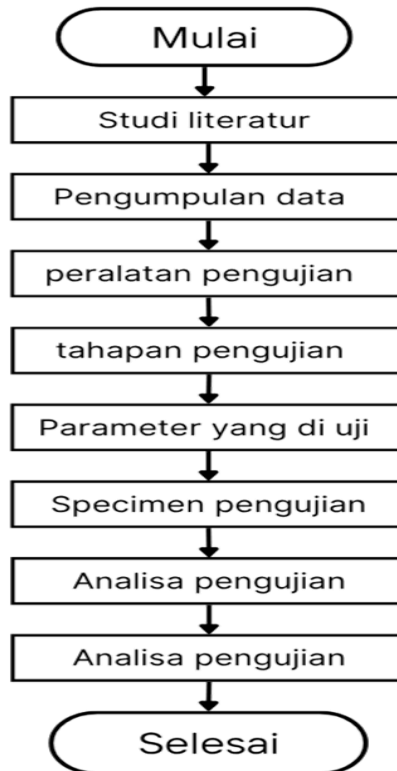 Mulai
Studi literatur
Pengumpulan data
peralatan pengujian
tahapan pengujian
Parameter yang di uji
Specimen pengujian
Analisa pengujian
Analisa pengujian
Selesai